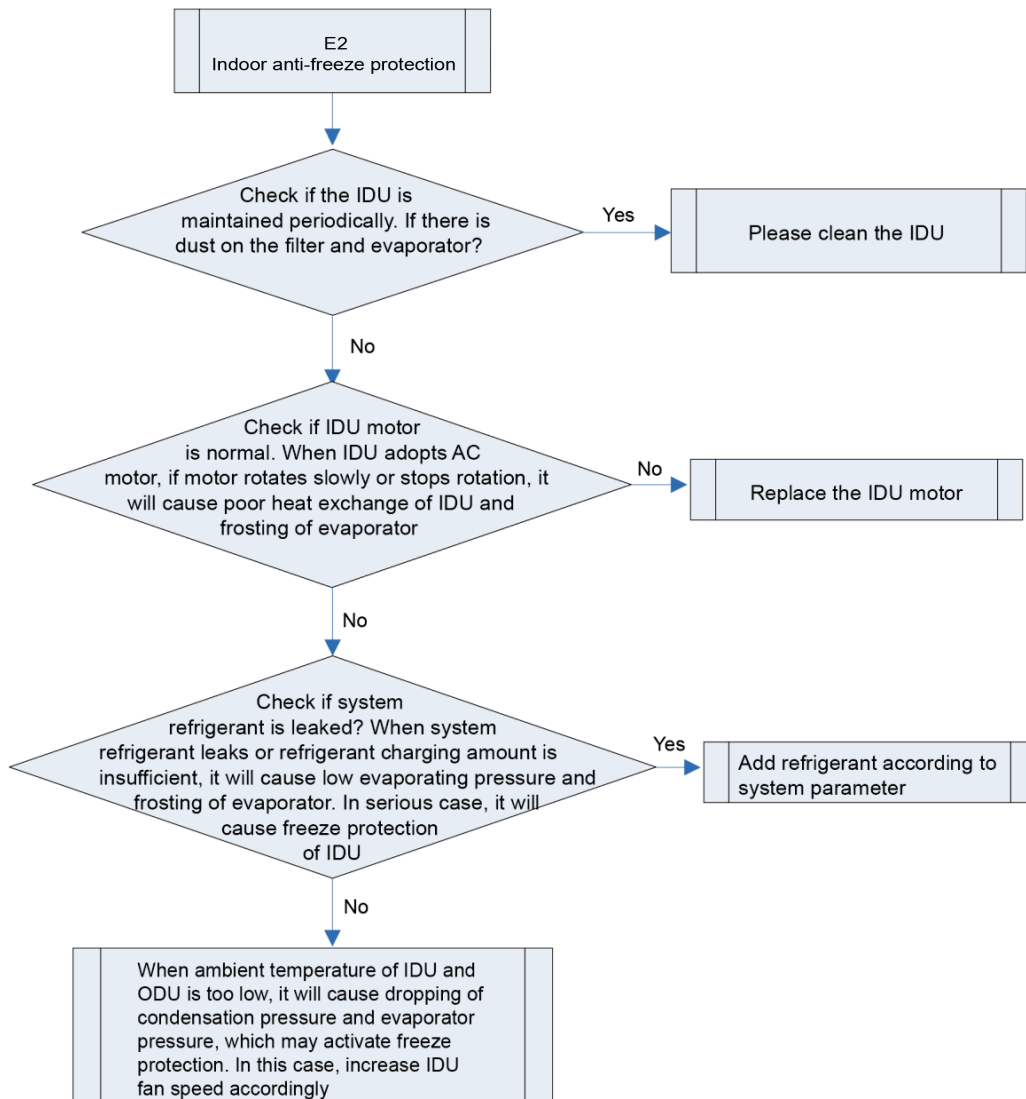 E2
Indoor anti-freeze protection
Check if the IDU is
maintained periodically. If there is
dust on the filter and evaporator?
Yes
Please clean the IDU
No
Check if IDU motor
is normal. When IDU adopts AC
motor, if motor rotates slowly or stops rotation, it
will cause poor heat exchange of IDU and
frosting of evaporator
No
Replace the IDU motor
No
Check if system
refrigerant is leaked? When system
refrigerant leaks or refrigerant charging amount is
insufficient, it will cause low evaporating pressure and
frosting of evaporator. In serious case, it will
cause freeze protection
of IDU
Yes
Add refrigerant according to
system parameter
No
When ambient temperature of IDU and
ODU is too low, it will cause dropping of
condensation pressure and evaporator
pressure, which may activate freeze
protection. In this case, increase IDU
fan speed accordingly